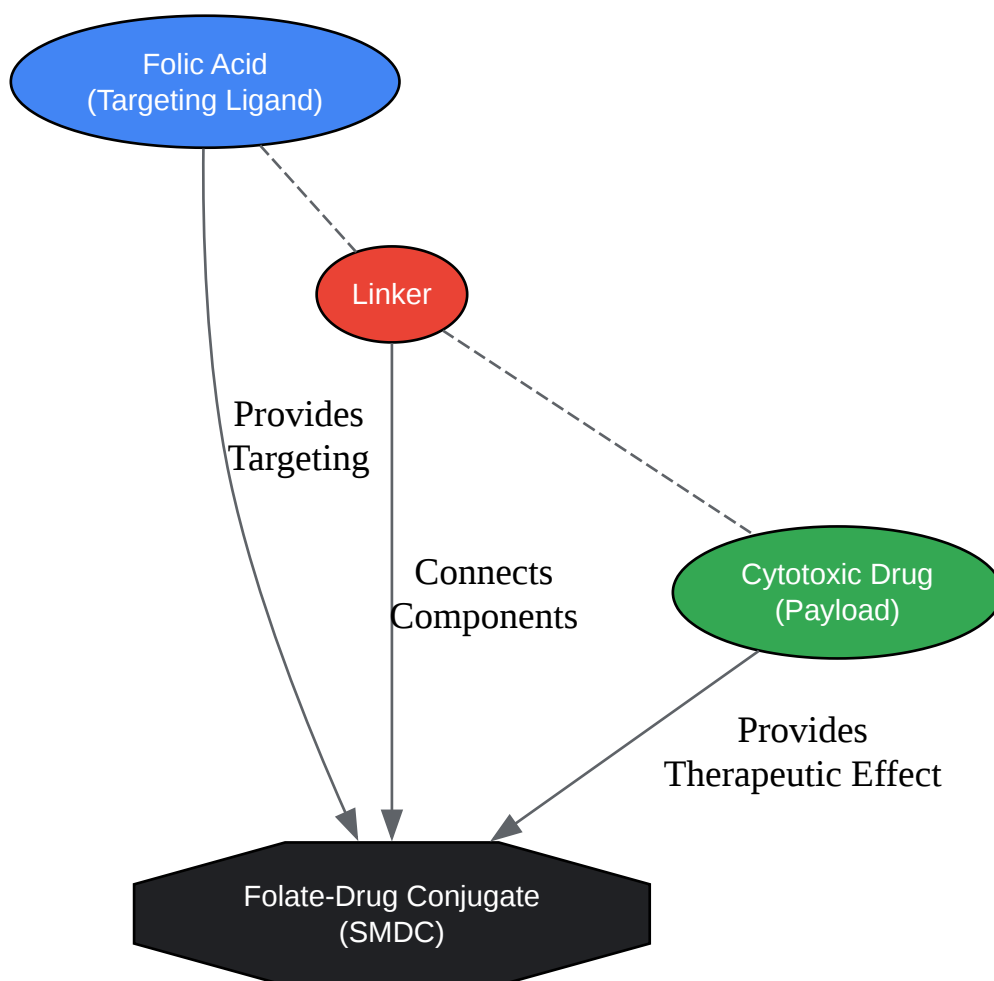 Folic Acid
(Targeting Ligand)
Linker
Provides
Targeting
Connects
Components
Cytotoxic Drug
(Payload)
Provides
Therapeutic Effect
Folate-Drug Conjugate
(SMDC)